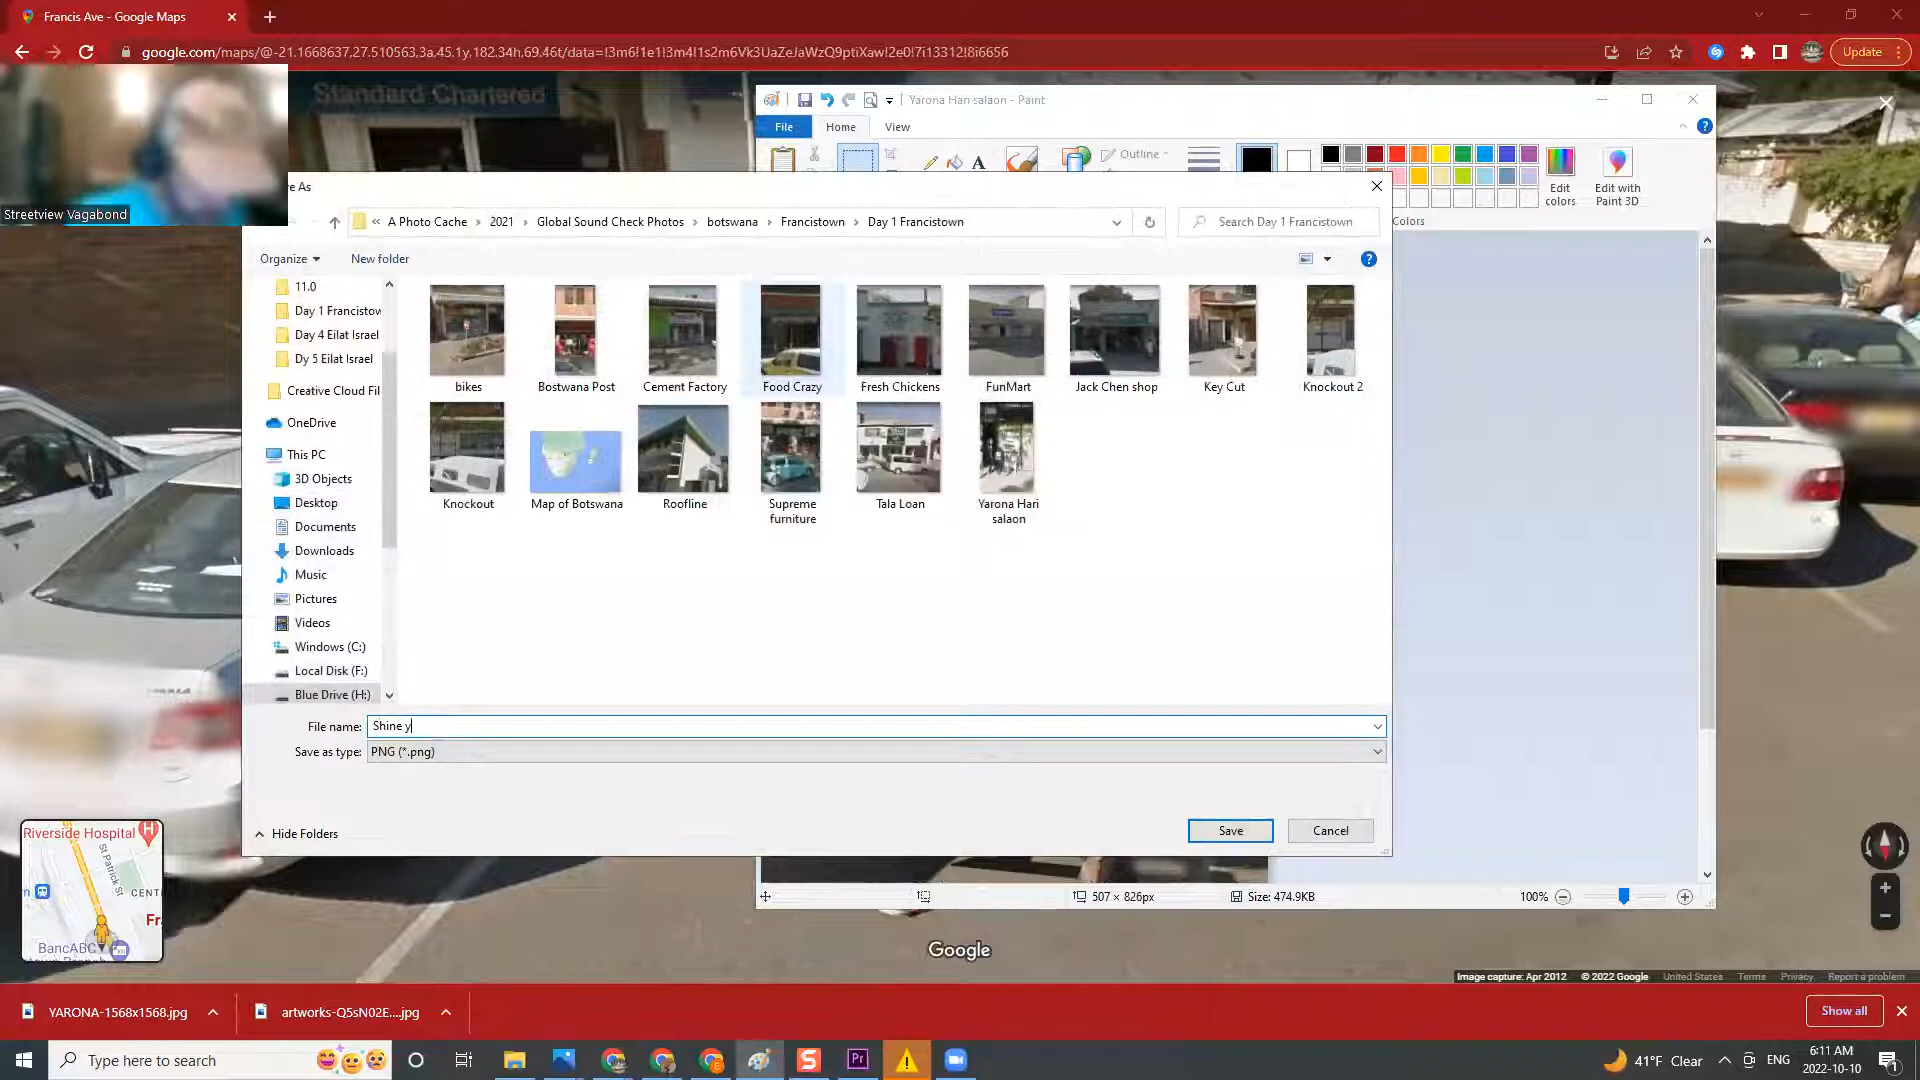 Francis Ave - Google Maps
google.com/maps/@-21.1668637,27.510563,3a,45.1y,182.34h,69.46t/data=!3m6!1e1!3m4!1s2m6Vk3UaZeJaWzQ9ptiXaw!2e0!7i13312!8i6656
Update
Standard Chartered
Streetview Vagabond
Yarona Hari salaon - Paint
File
Home
View
Outline
Edit colors
Edit with Paint 3D
Colors
ve As
« A Photo Cache > 2021 > Global Sound Check Photos > botswana > Francistown > Day 1 Francistown
Search Day 1 Francistown
Organize
New folder
11.0
Day 1 Francistow
Day 4 Eilat Israel
Dy 5 Eilat Israel
Creative Cloud Fil
OneDrive
This PC
3D Objects
Desktop
Documents
Downloads
Music
Pictures
Videos
Windows (C:)
Local Disk (F:)
Blue Drive (H:)
bikes
Bostwana Post
Cement Factory
Food Crazy
Fresh Chickens
FunMart
Jack Chen shop
Key Cut
Knockout 2
Knockout
Map of Botswana
Roofline
Supreme furniture
Tala Loan
Yarona Hari salaon
File name: Shine y
Save as type: PNG (*.png)
Hide Folders
Save
Cancel
507 × 826px
Size: 474.9KB
100%
Riverside Hospital
St Patrick St
CENT
Fr
BancABC
Google
Image capture: Apr 2012 © 2022 Google United States Terms Privacy Report a problem
YARONA-1568x1568.jpg
artworks-Q5sN02E....jpg
Show all
Type here to search
41°F Clear
ENG
6:11 AM
2022-10-10